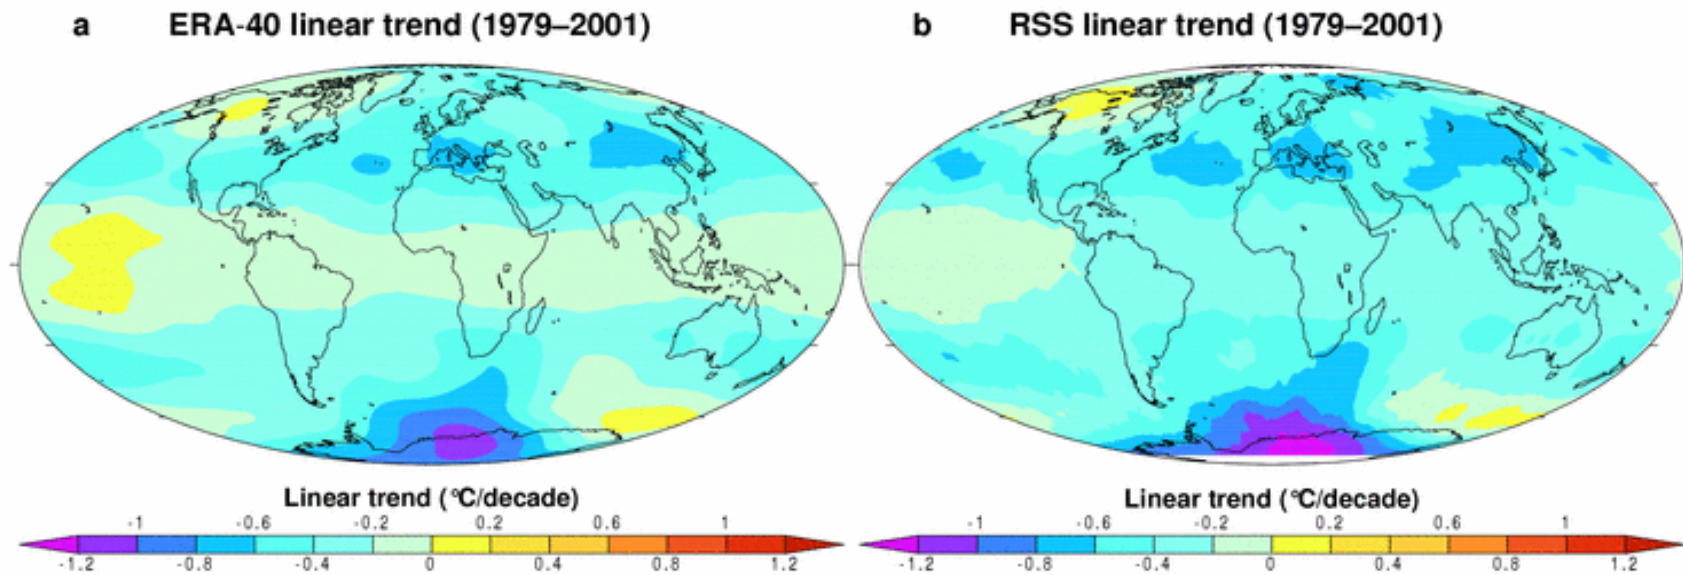 a ERA-40 linear trend (1979–2001)
b RSS linear trend (1979–2001)
Linear trend (°C/decade)
-1 -0.6 -0.2 0.2 0.6 1
-1.2 -0.8 -0.4 0 0.4 0.8 1.2
Linear trend (°C/decade)
-1 -0.6 -0.2 0.2 0.6 1
-1.2 -0.8 -0.4 0 0.4 0.8 1.2